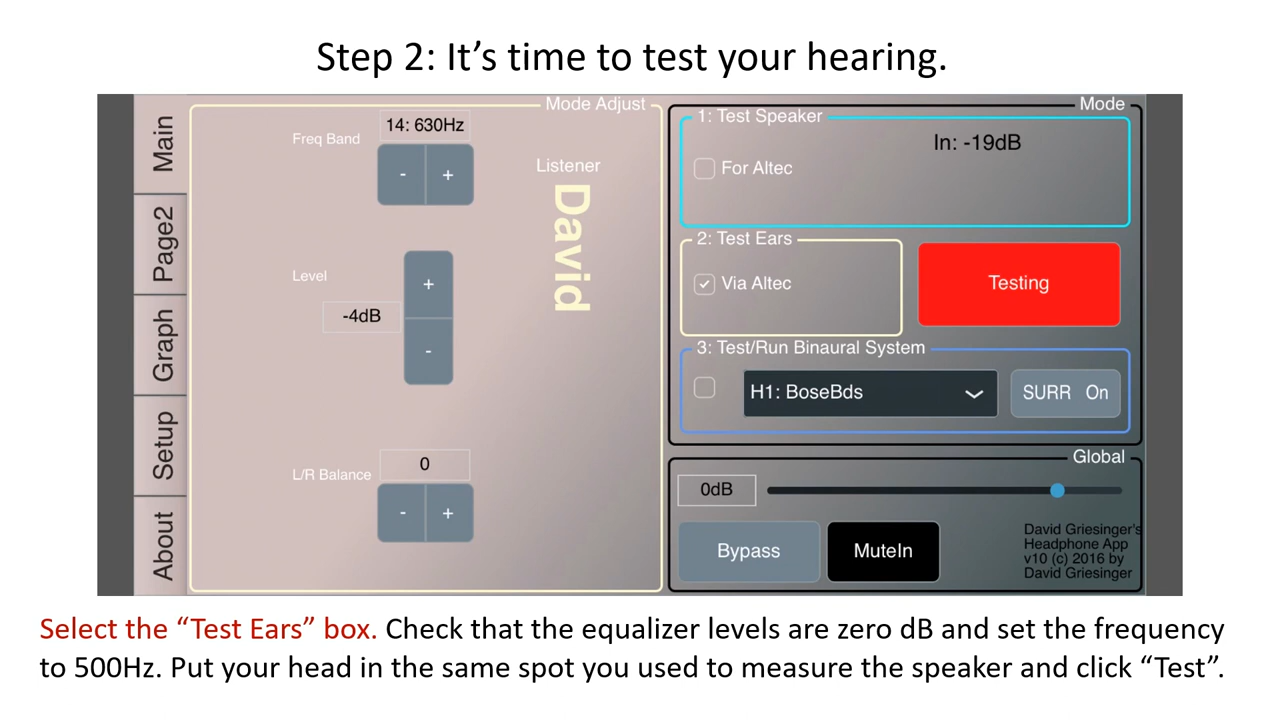 Step 2: It’s time to test your hearing.
Main
Page2
Graph
Setup
About
Mode Adjust
Freq Band
14: 630Hz
-
+
Listener
David
Level
-4dB
+
-
L/R Balance
0
-
+
Mode
1: Test Speaker
In: -19dB
For Altec
2: Test Ears
Via Altec
Testing
3: Test/Run Binaural System
H1: BoseBds
SURR On
Global
0dB
Bypass
MuteIn
David Griesinger's
Headphone App
v10 (c) 2016 by
David Griesinger
Select the “Test Ears” box. Check that the equalizer levels are zero dB and set the frequency
to 500Hz. Put your head in the same spot you used to measure the speaker and click “Test”.